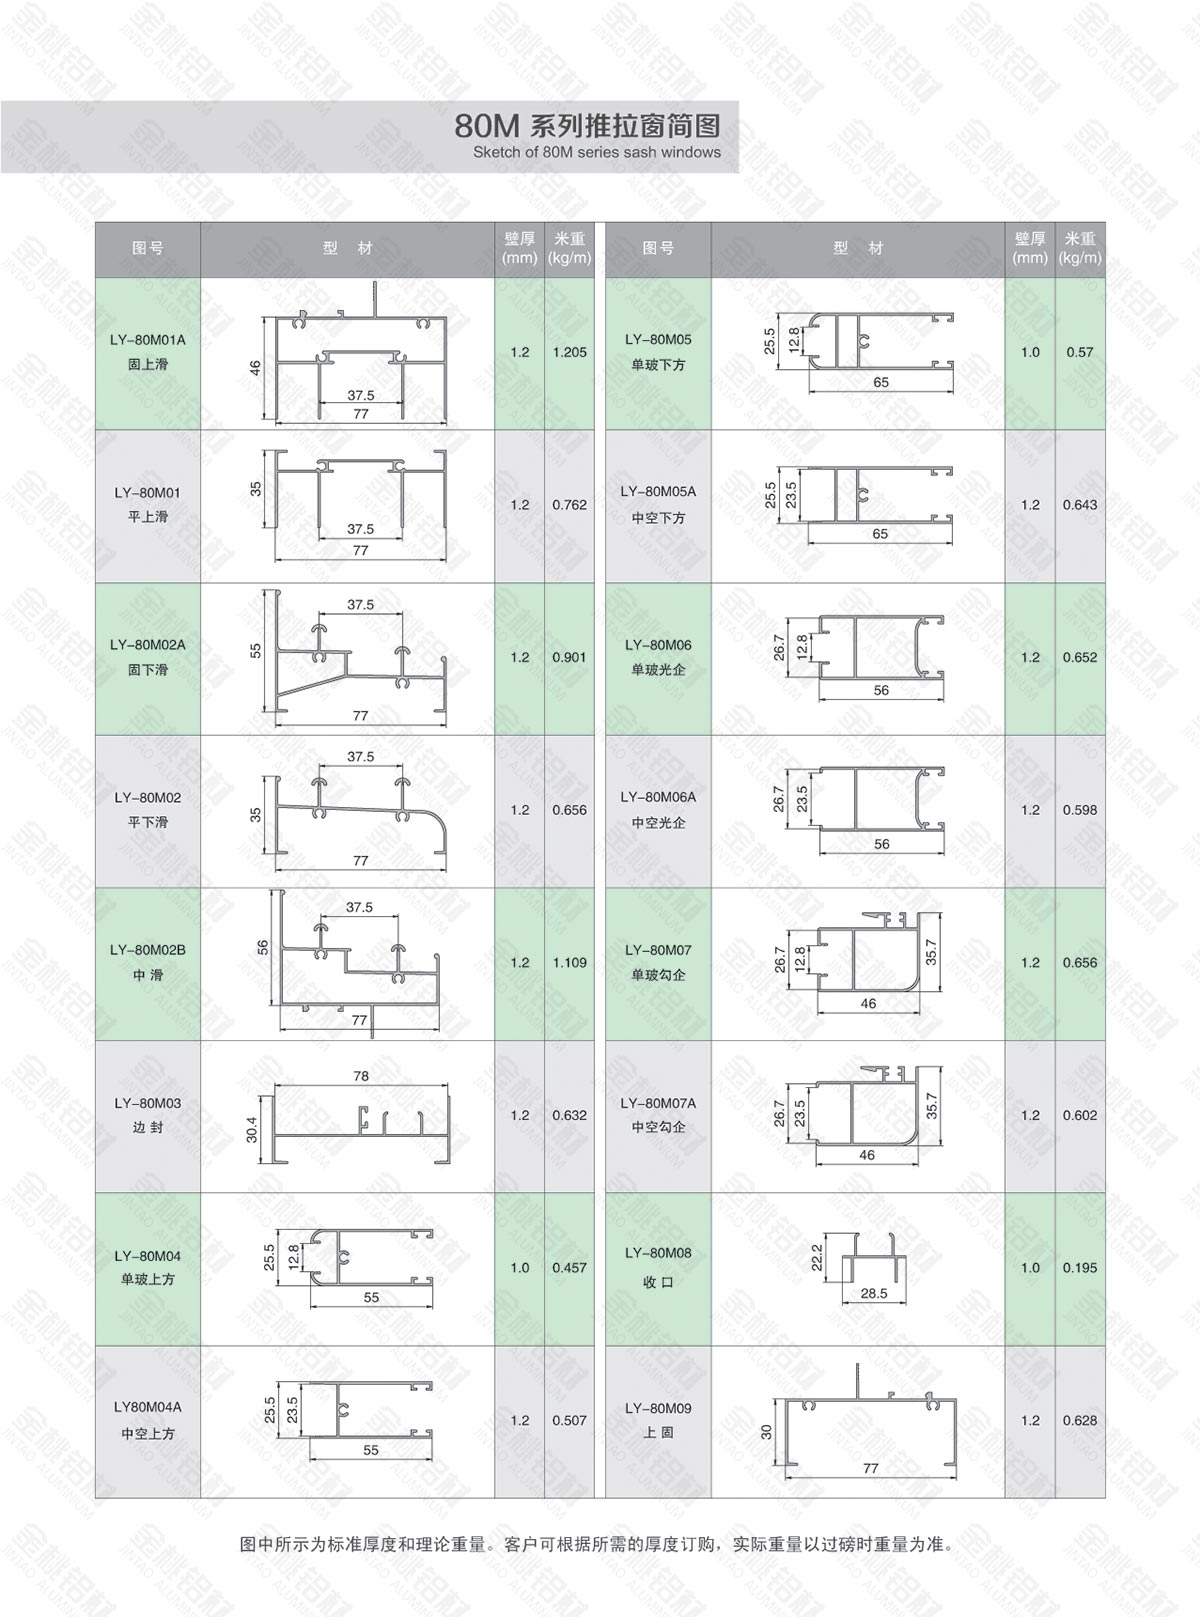 80M 系列推拉窗简图
Sketch of 80M series sash windows
图号 型 材 壁厚(mm) 米重(kg/m)
LY-80M01A
固上滑
46
37.5
77
1.2 1.205
LY-80M01
平上滑
35
37.5
77
1.2 0.762
LY-80M02A
固下滑
37.5
55
77
1.2 0.901
LY-80M02
平下滑
37.5
35
77
1.2 0.656
LY-80M02B
中 滑
37.5
56
77
1.2 1.109
LY-80M03
边 封
78
30.4
1.2 0.632
LY-80M04
单玻上方
25.5
12.8
55
1.0 0.457
LY80M04A
中空上方
25.5
23.5
55
1.2 0.507
图号 型 材 壁厚(mm) 米重(kg/m)
LY-80M05
单玻下方
25.5
12.8
65
1.0 0.57
LY-80M05A
中空下方
25.5
23.5
65
1.2 0.643
LY-80M06
单玻光企
26.7
12.8
56
1.2 0.652
LY-80M06A
中空光企
26.7
23.5
56
1.2 0.598
LY-80M07
单玻勾企
26.7
12.8
35.7
46
1.2 0.656
LY-80M07A
中空勾企
26.7
23.5
35.7
46
1.2 0.602
LY-80M08
收 口
22.2
28.5
1.0 0.195
LY-80M09
上 固
30
77
1.2 0.628
图中所示为标准厚度和理论重量。客户可根据所需的厚度订购，实际重量以过磅时重量为准。
金桃铝材
JINTAO ALUMINIUM